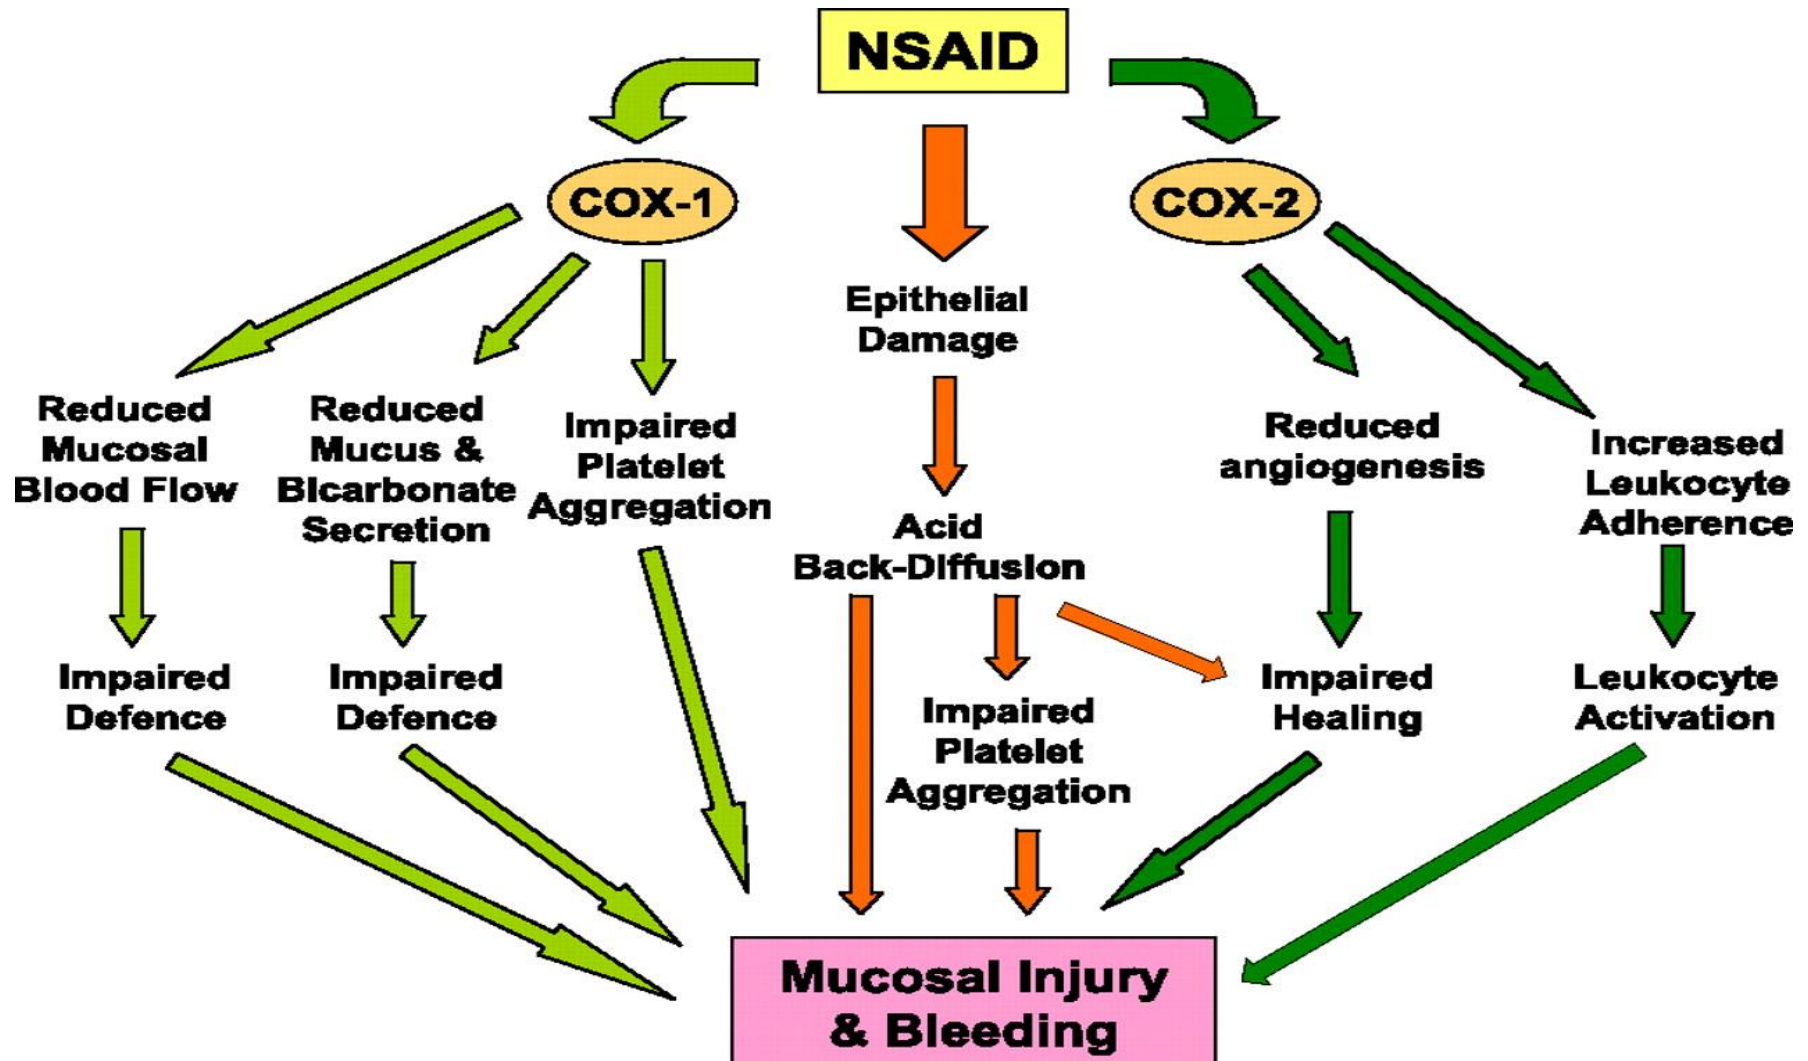 NSAID
COX-1
COX-2
Epithelial
Damage
Reduced
Mucosal
Blood Flow
Reduced
Mucus &
Bicarbonate
Secretion
Impaired
Platelet
Aggregation
Acid
Back-Diffusion
Reduced
angiogenesis
Increased
Leukocyte
Adherence
Impaired
Defence
Impaired
Defence
Impaired
Platelet
Aggregation
Impaired
Healing
Leukocyte
Activation
Mucosal Injury
& Bleeding